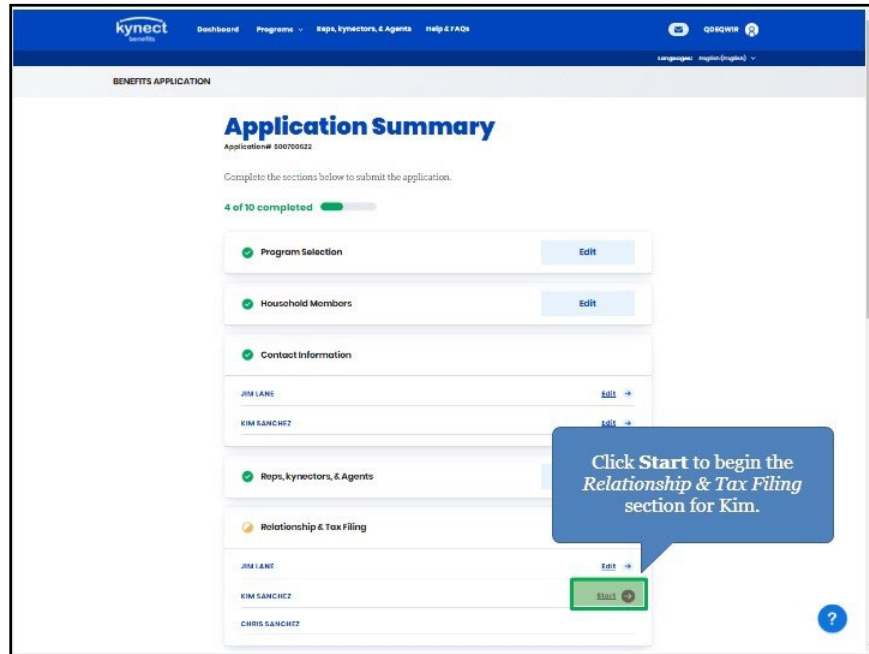 kynect
benefits
Dashboard Programs Reps, kynectors, & Agents Help & FAQs
Languages: English (English)
BENEFITS APPLICATION
Application Summary
Complete the sections below to submit the application.
4 of 10 completed
Program Selection Edit
Household Members Edit
Contact Information
JIM LANE Edit
KIM SANCHEZ Edit
Reps, kynectors, & Agents
Click Start to begin the
Relationship & Tax Filing
section for Kim.
Relationship & Tax Filing
JIM LANE Edit
KIM SANCHEZ Start
CHRIS SANCHEZ
?